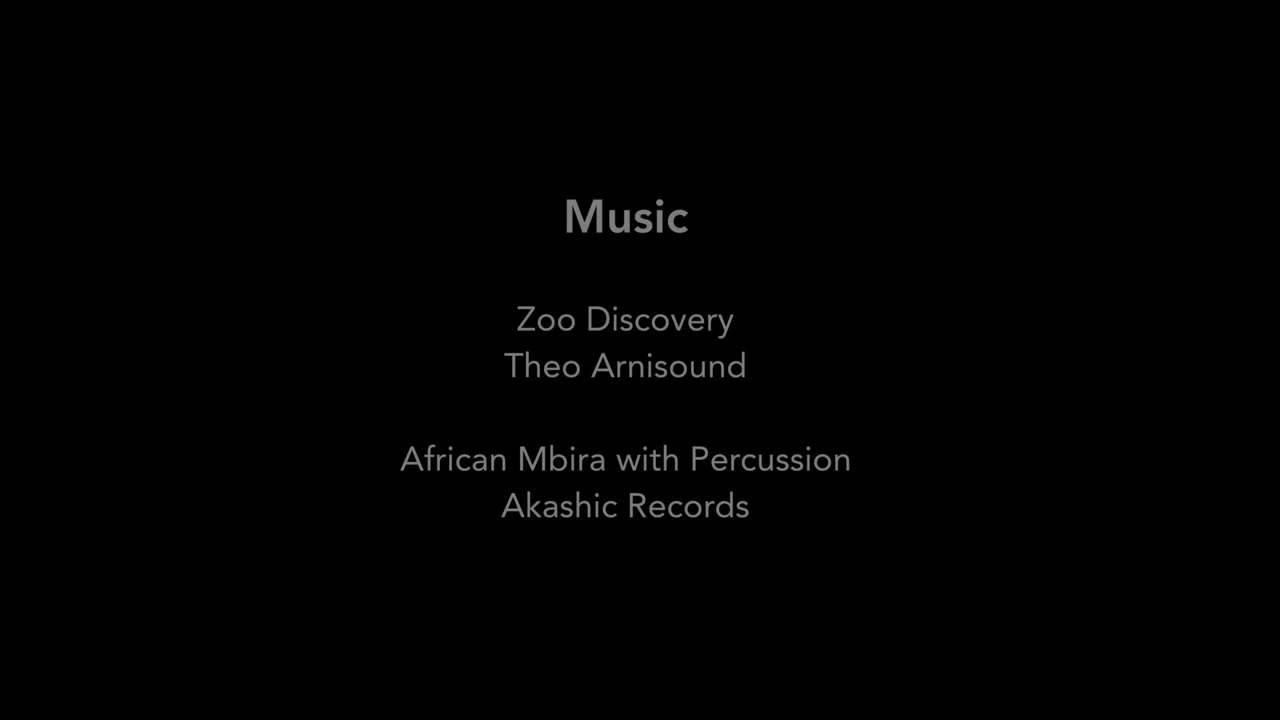 Music
Zoo Discovery
Theo Arnisound
African Mbira with Percussion
Akashic Records